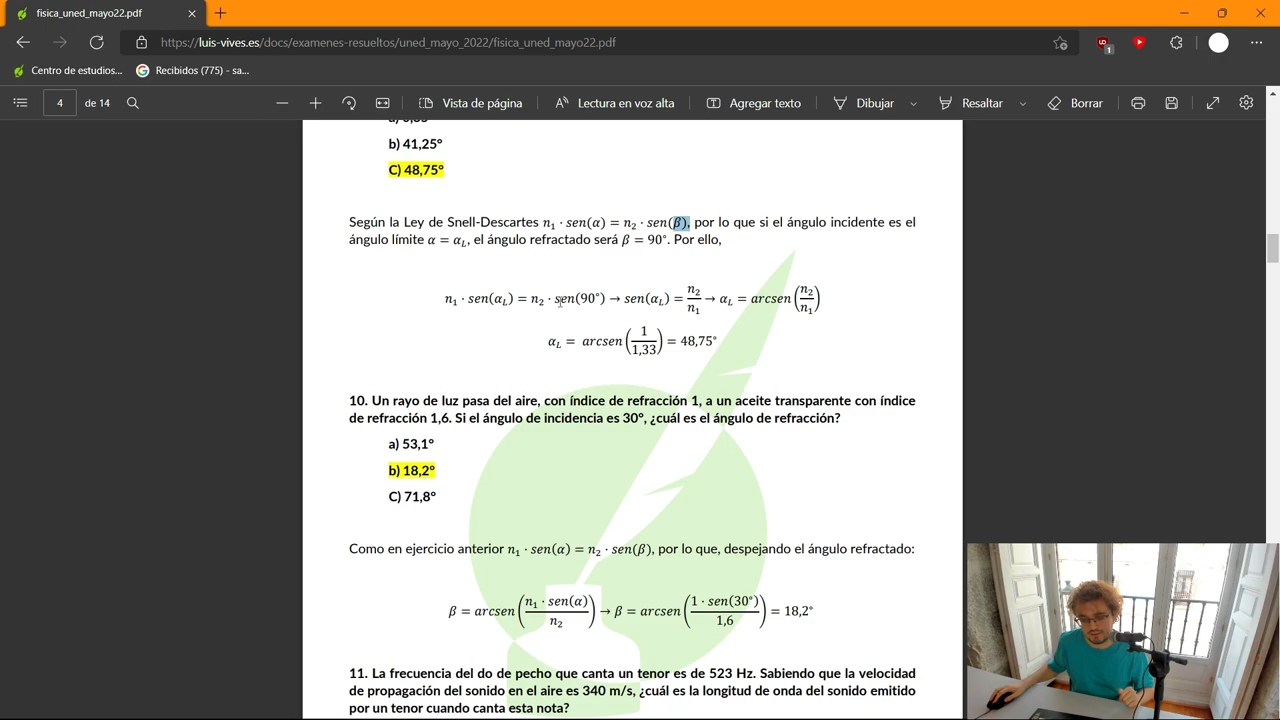 fisica_uned_mayo22.pdf
https://luis-vives.es/docs/examenes-resueltos/uned_mayo_2022/fisica_uned_mayo22.pdf
1
Centro de estudios...
Recibidos (775) - sa...
4
de 14
Vista de página
Lectura en voz alta
Agregar texto
Dibujar
Resaltar
Borrar
b) 41,25º
C) 48,75º
Según la Ley de Snell-Descartes n₁ · sen(α) = n₂ · sen(β), por lo que si el ángulo incidente es el
ángulo límite α = α_L, el ángulo refractado será β = 90°. Por ello,
n₁ · sen(α_L) = n₂ · sen(90°) → sen(α_L) = n₂/n₁ → α_L = arcsen(n₂/n₁)
α_L = arcsen(1/1,33) = 48,75°
10. Un rayo de luz pasa del aire, con índice de refracción 1, a un aceite transparente con índice
de refracción 1,6. Si el ángulo de incidencia es 30º, ¿cuál es el ángulo de refracción?
a) 53,1º
b) 18,2º
C) 71,8º
Como en ejercicio anterior n₁ · sen(α) = n₂ · sen(β), por lo que, despejando el ángulo refractado:
β = arcsen(n₁ · sen(α)/n₂) → β = arcsen(1 · sen(30°)/1,6) = 18,2°
11. La frecuencia del do de pecho que canta un tenor es de 523 Hz. Sabiendo que la velocidad
de propagación del sonido en el aire es 340 m/s, ¿cuál es la longitud de onda del sonido emitido
por un tenor cuando canta esta nota?